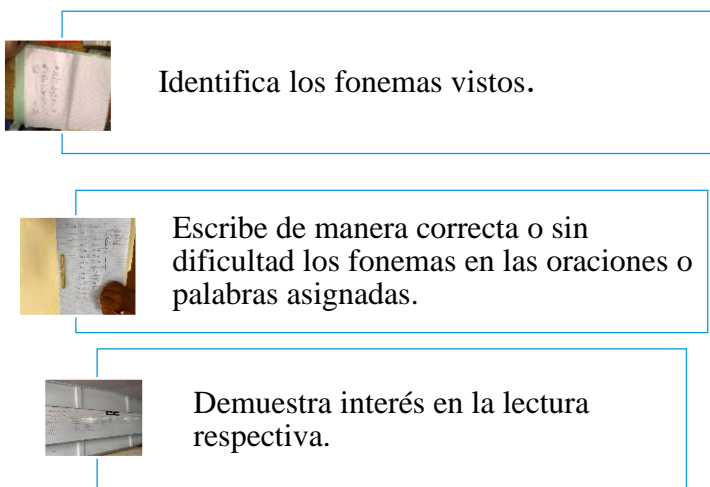 Identifica los fonemas vistos.
Escribe de manera correcta o sin
dificultad los fonemas en las oraciones o
palabras asignadas.
Demuestra interés en la lectura
respectiva.